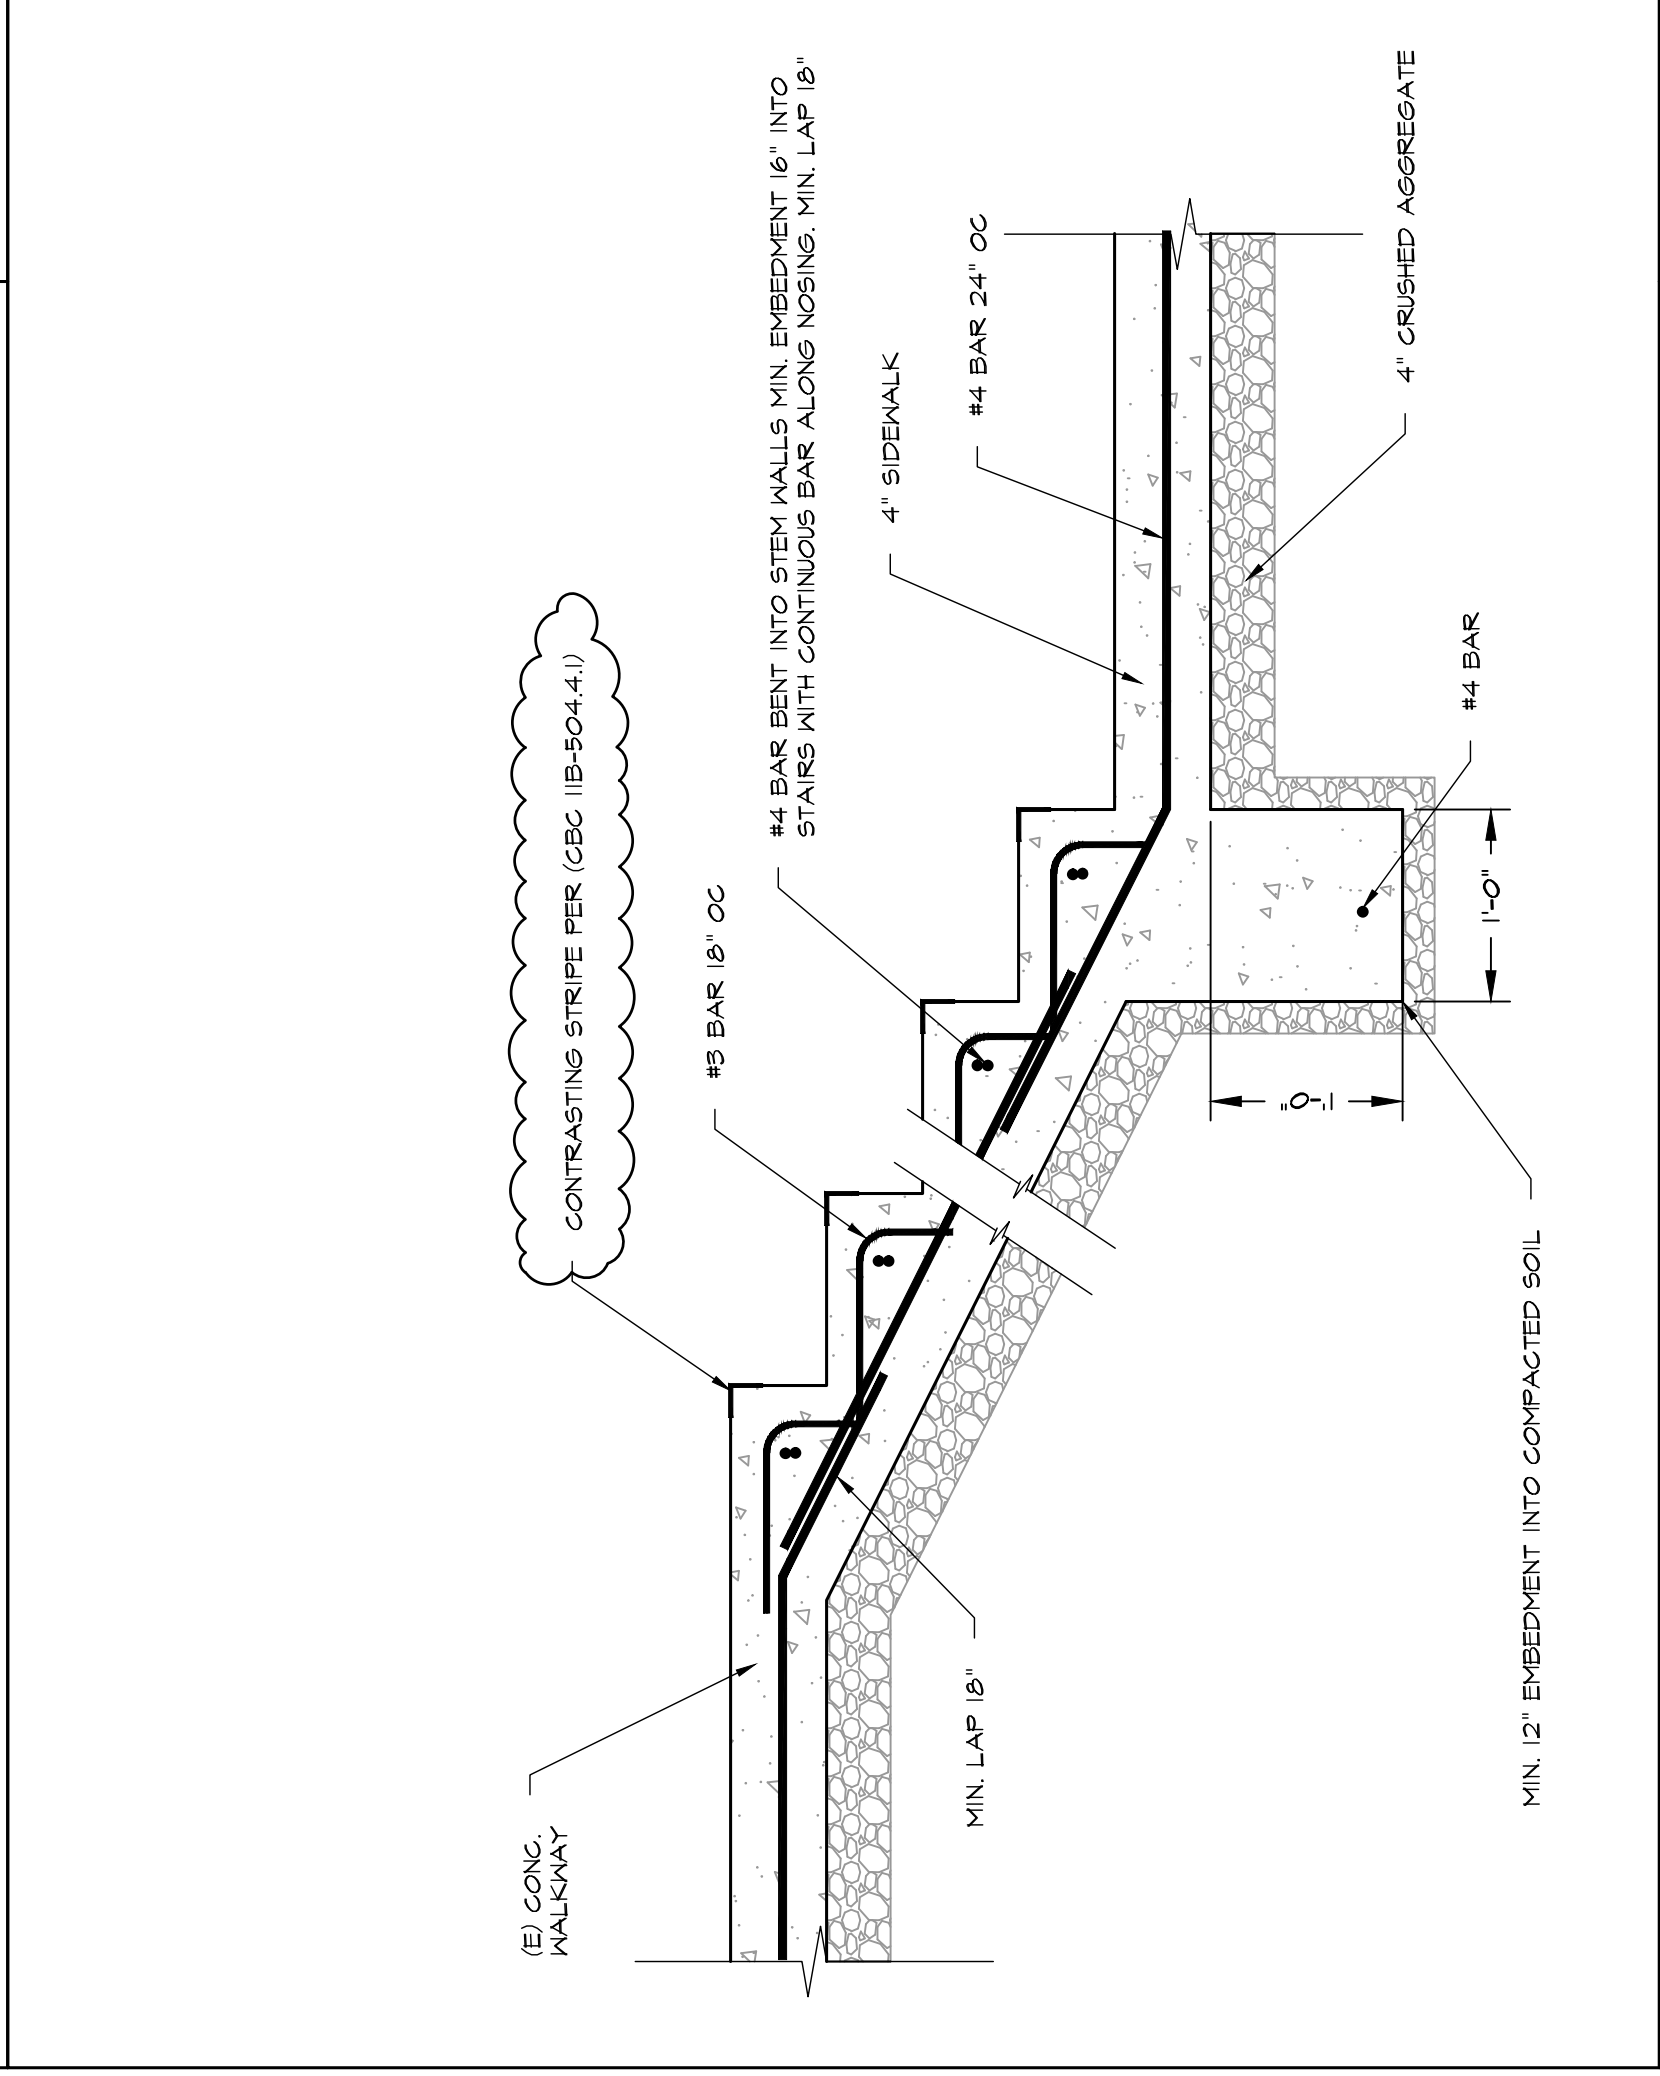 CONTRASTING STRIPE PER (CBC 11B-504.4.1)
(E) CONC.
WALKWAY
#3 BAR 18" OC
#4 BAR BENT INTO STEM WALLS MIN. EMBEDMENT 16" INTO
STAIRS WITH CONTINUOUS BAR ALONG NOSING. MIN. LAP 18"
4" SIDEWALK
#4 BAR 24" OC
MIN. LAP 18"
1'-0"
4" CRUSHED AGGREGATE
#4 BAR
1'-0"
MIN. 12" EMBEDMENT INTO COMPACTED SOIL